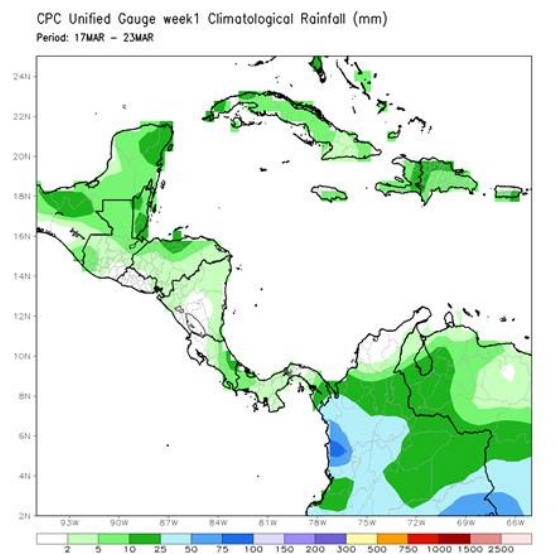 CPC Unified Gauge week1 Climatological Rainfall (mm)
Period: 17MAR – 23MAR
24N
22N
20N
18N
16N
14N
12N
10N
8N
6N
4N
2N
93W 90W 87W 84W 81W 78W 75W 72W 69W 66W
2 5 10 25 50 75 100 150 200 300 500 750 1000 1500 2500